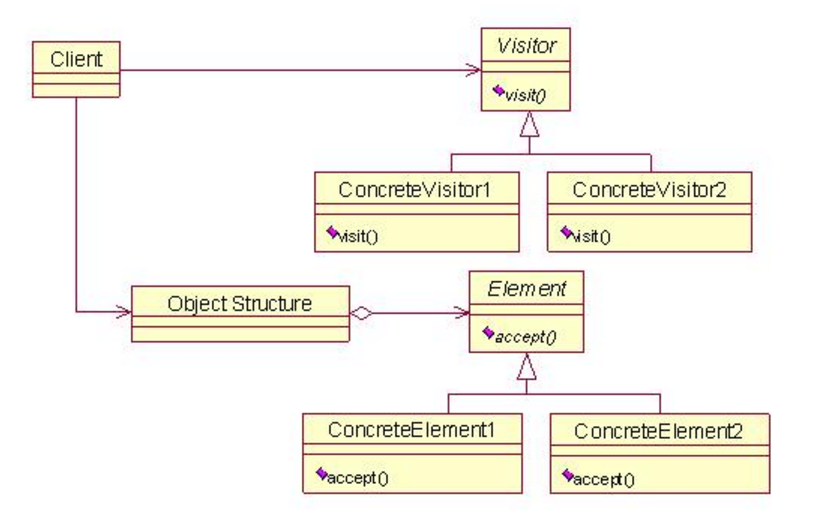 Client
Visitor
visit()
ConcreteVisitor1
visit()
ConcreteVisitor2
visit()
Object Structure
Element
accept()
ConcreteElement1
accept()
ConcreteElement2
accept()